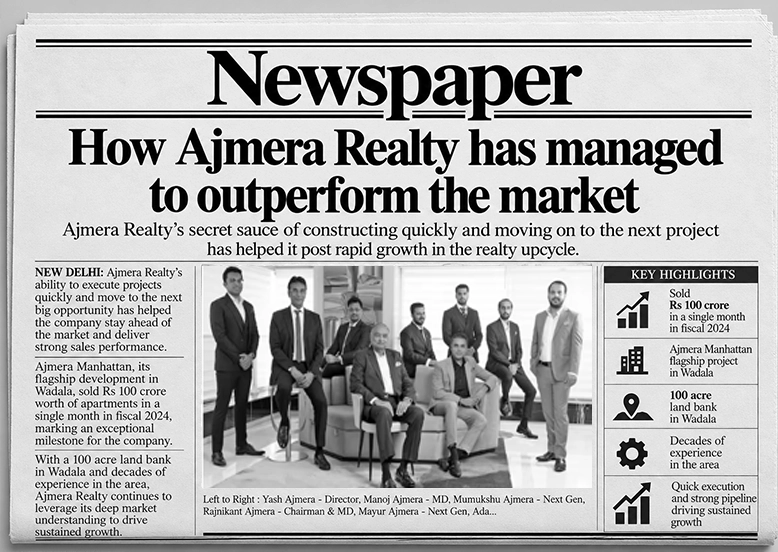 Newspaper
How Ajmera Realty has managed
to outperform the market
Ajmera Realty's secret sauce of constructing quickly and moving on to the next project
has helped it post rapid growth in the realty upcycle.
NEW DELHI: Ajmera Realty's
ability to execute projects
quickly and move to the next
big opportunity has helped
the company stay ahead of
the market and deliver
strong sales performance.
Ajmera Manhattan, its
flagship development in
Wadala, sold Rs 100 crore
worth of apartments in a
single month in fiscal 2024,
marking an exceptional
milestone for the company.
With a 100 acre land bank
in Wadala and decades of
experience in the area,
Ajmera Realty continues to
leverage its deep market
understanding to drive
sustained growth.
Left to Right : Yash Ajmera - Director, Manoj Ajmera - MD, Mumukshu Ajmera - Next Gen,
Rajnikant Ajmera - Chairman & MD, Mayur Ajmera - Next Gen, Ada...
KEY HIGHLIGHTS
Sold
Rs 100 crore
in a single month
in fiscal 2024
Ajmera Manhattan
flagship project
in Wadala
100 acre
land bank
in Wadala
Decades of
experience
in the area
Quick execution
and strong pipeline
driving sustained
growth